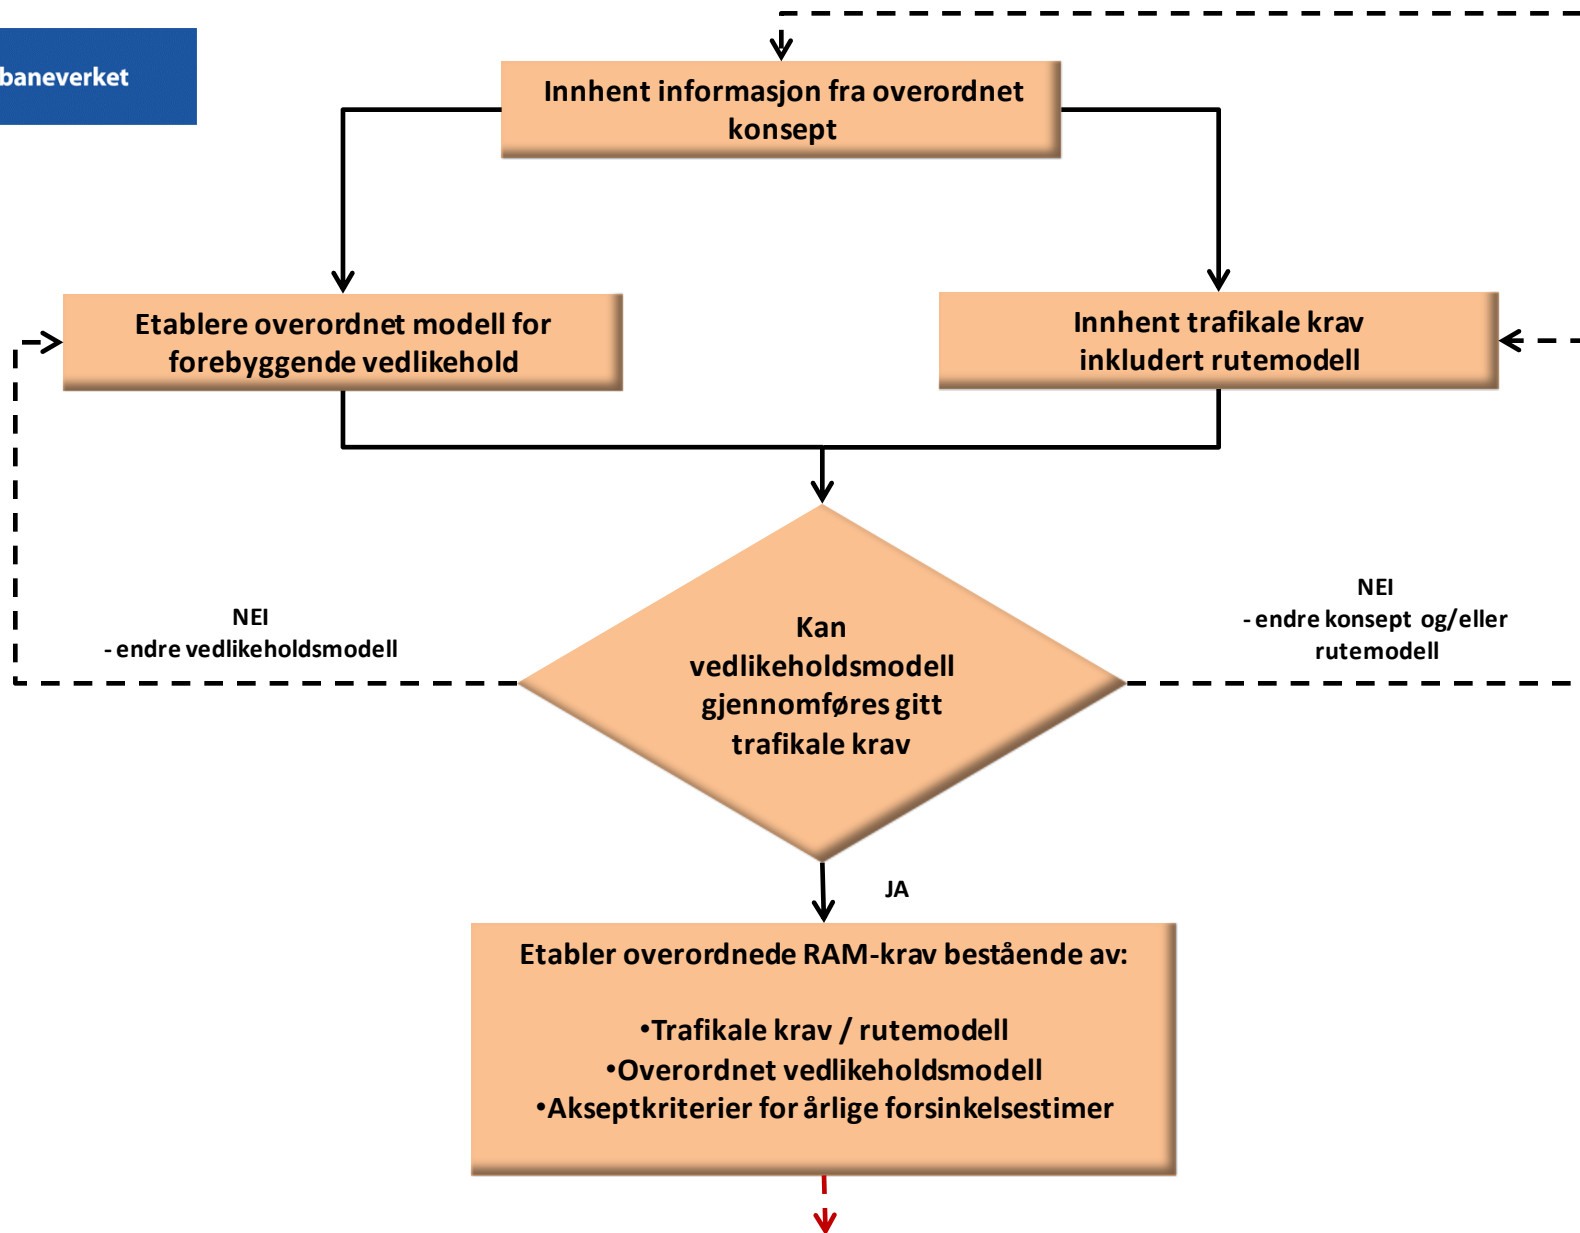 baneverket
Innhent informasjon fra overordnet
konsept
Etablere overordnet modell for
forebyggende vedlikehold
Innhent trafikale krav
inkludert rutemodell
NEI
- endre vedlikeholdsmodell
Kan
vedlikeholdsmodell
gjennomføres gitt
trafikale krav
NEI
- endre konsept og/eller
rutemodell
JA
Etabler overordnede RAM-krav bestående av:
•Trafikale krav / rutemodell
•Overordnet vedlikeholdsmodell
•Akseptkriterier for årlige forsinkelsestimer